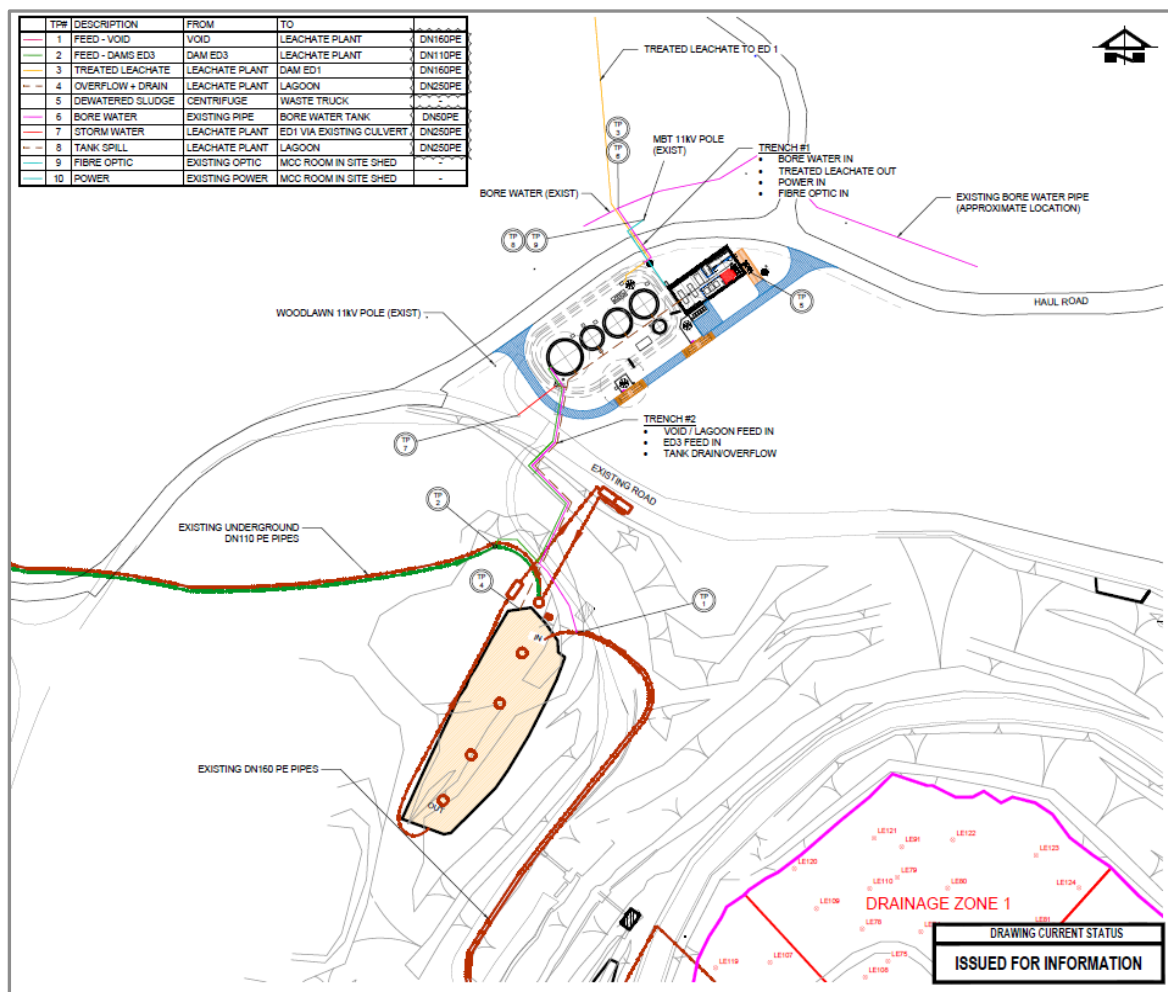 TP# DESCRIPTION FROM TO
1 FEED - VOID VOID LEACHATE PLANT DN160PE
2 FEED - DAMS ED3 DAM ED3 LEACHATE PLANT DN110PE
3 TREATED LEACHATE LEACHATE PLANT DAM ED1 DN160PE
4 OVERFLOW + DRAIN LEACHATE PLANT LAGOON DN250PE
5 DEWATERED SLUDGE CENTRIFUGE WASTE TRUCK -
6 BORE WATER EXISTING PIPE BORE WATER TANK DN50PE
7 STORM WATER LEACHATE PLANT ED1 VIA EXISTING CULVERT DN250PE
8 TANK SPILL LEACHATE PLANT LAGOON DN250PE
9 FIBRE OPTIC EXISTING OPTIC MCC ROOM IN SITE SHED -
10 POWER EXISTING POWER MCC ROOM IN SITE SHED -
TREATED LEACHATE TO ED 1
N
TP
3
TP
6
MBT 11kV POLE
(EXIST)
TRENCH #1
• BORE WATER IN
• TREATED LEACHATE OUT
• POWER IN
• FIBRE OPTIC IN
BORE WATER (EXIST)
EXISTING BORE WATER PIPE
(APPROXIMATE LOCATION)
TP
8
TP
9
TP
5
HAUL ROAD
WOODLAWN 11kV POLE (EXIST)
TRENCH #2
• VOID / LAGOON FEED IN
• ED3 FEED IN
• TANK DRAIN/OVERFLOW
TP
7
EXISTING ROAD
TP
2
EXISTING UNDERGROUND
DN110 PE PIPES
TP
4
TP
1
IN
EXISTING DN160 PE PIPES
OUT
LE121
LE91
LE122
LE123
LE120
LE110
LE79
LE80
LE124
LE109
DRAINAGE ZONE 1
LE78
LE81
LE119
LE107
LE75
LE108
DRAWING CURRENT STATUS
ISSUED FOR INFORMATION